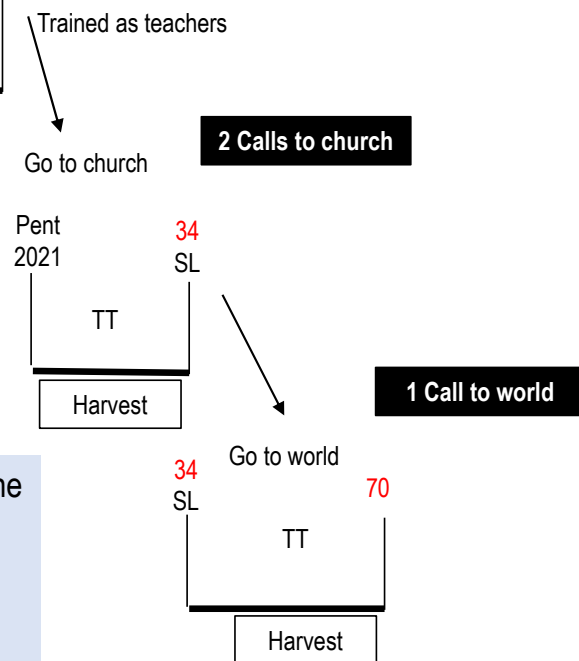 Trained as teachers
2 Calls to church
Go to church
Pent
2021
34
SL
TT
Harvest
1 Call to world
Go to world
34
SL
70
TT
Harvest